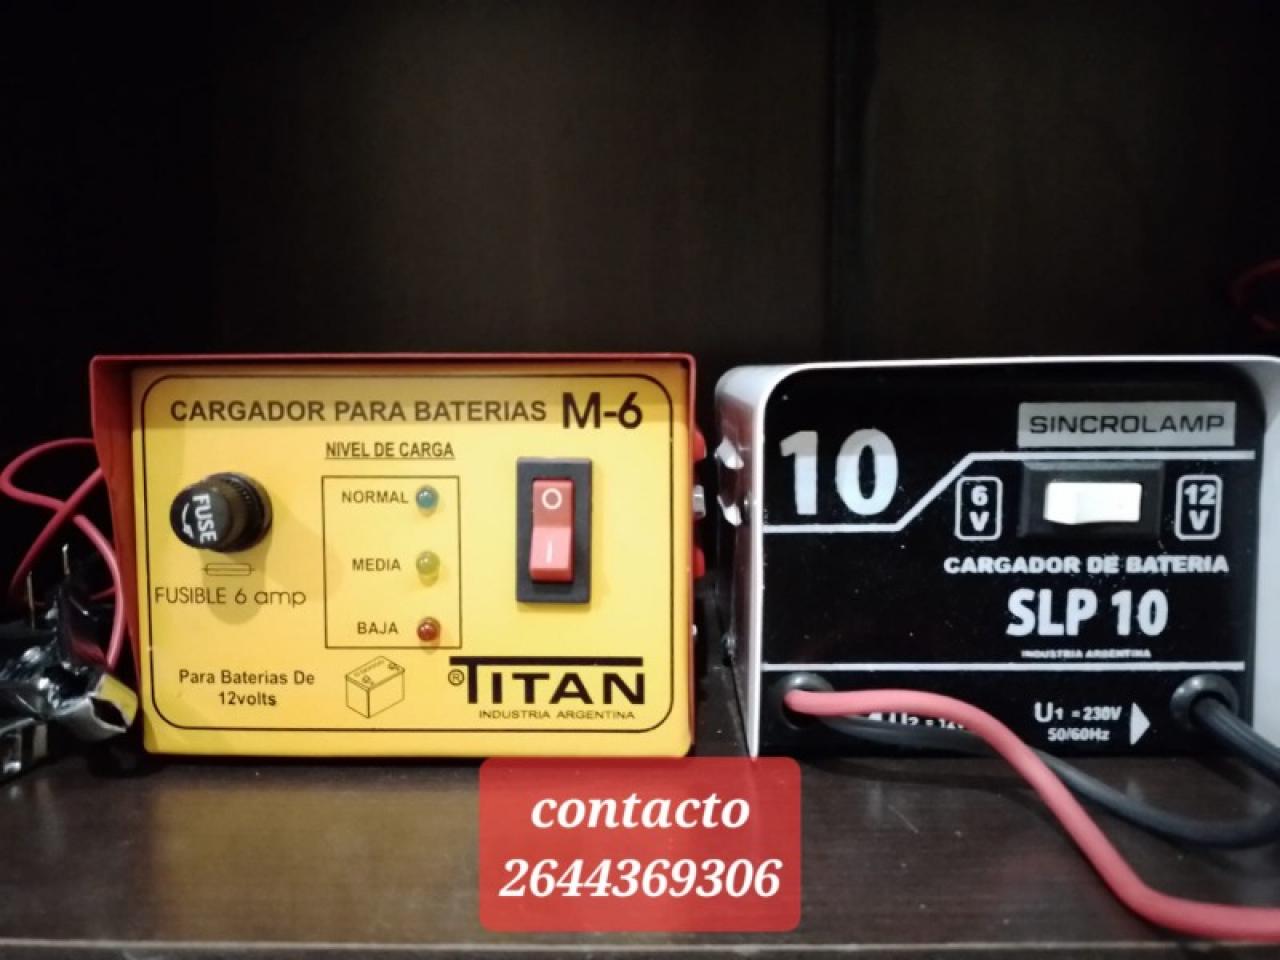 CARGADOR PARA BATERIAS M-6
NIVEL DE CARGA
NORMAL
MEDIA
BAJA
FUSE
FUSIBLE 6 amp
O
I
Para Baterias De
12volts
® TITAN
INDUSTRIA ARGENTINA
SINCROLAMP
10
6
V
12
V
CARGADOR DE BATERIA
SLP 10
INDUSTRIA ARGENTINA
U1 = 230V
50/60Hz
contacto
2644369306